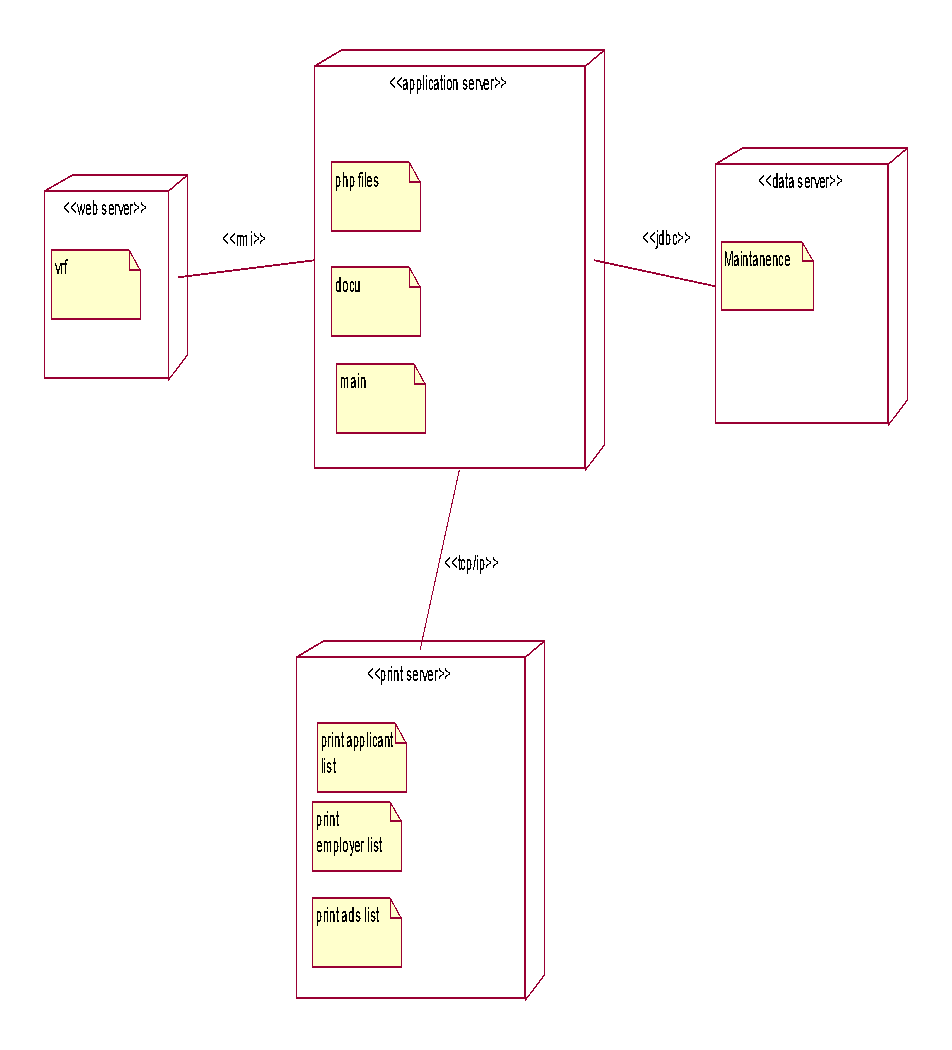 <<application server>>
php files
docu
main
<<web server>>
vrf
<<rmi>>
<<jdbc>>
<<data server>>
Maintanence
<<tcp/ip>>
<<print server>>
print applicant
list
print
employer list
print ads list